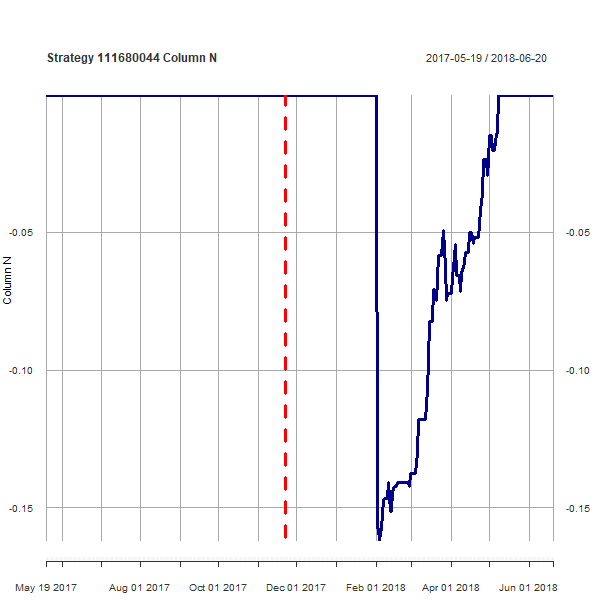 Strategy 111680044 Column N
2017-05-19 / 2018-06-20
Column N
-0.05
-0.05
-0.10
-0.10
-0.15
-0.15
May 19 2017
Aug 01 2017
Oct 01 2017
Dec 01 2017
Feb 01 2018
Apr 01 2018
Jun 01 2018